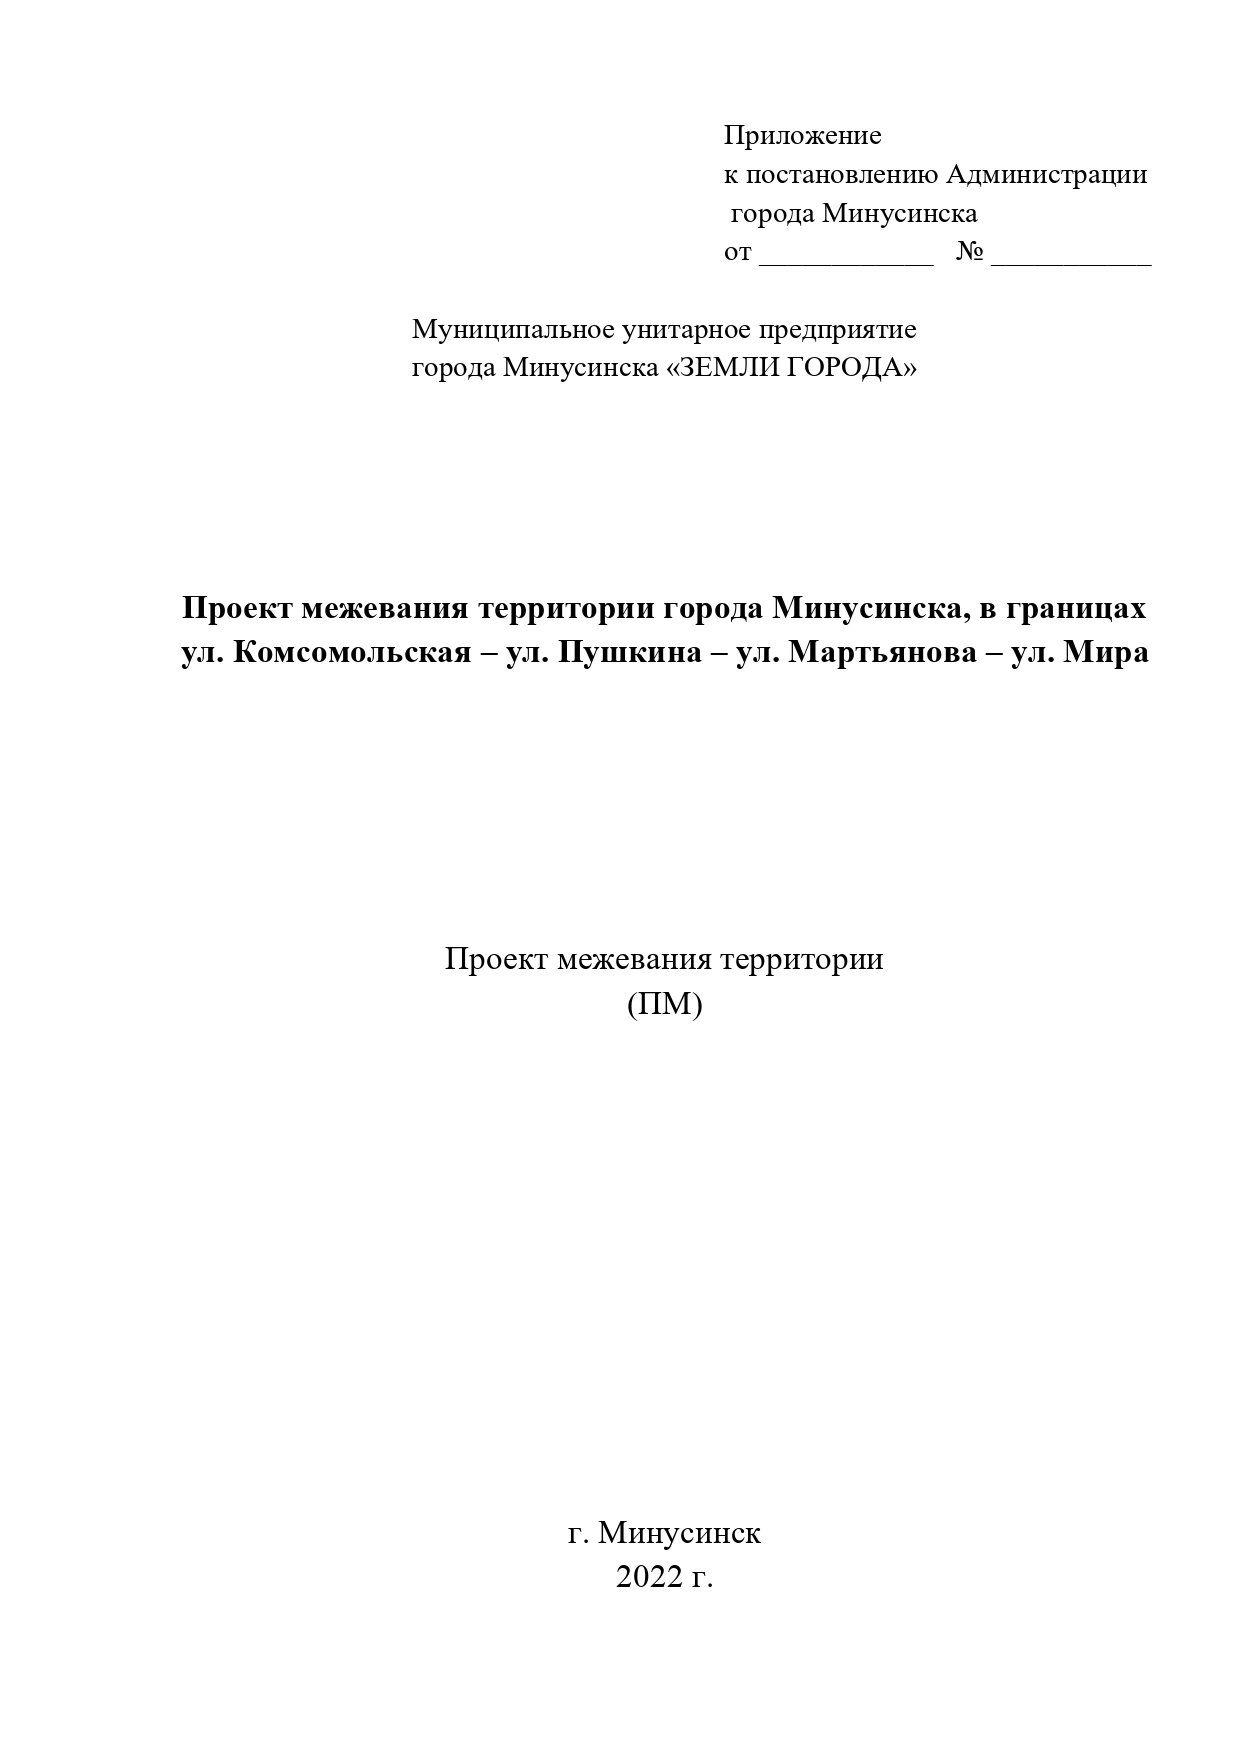 Приложение
к постановлению Администрации
города Минусинска
от ____________ № ___________
Муниципальное унитарное предприятие
города Минусинска «ЗЕМЛИ ГОРОДА»
Проект межевания территории города Минусинска, в границах
ул. Комсомольская – ул. Пушкина – ул. Мартьянова – ул. Мира
Проект межевания территории
(ПМ)
г. Минусинск
2022 г.